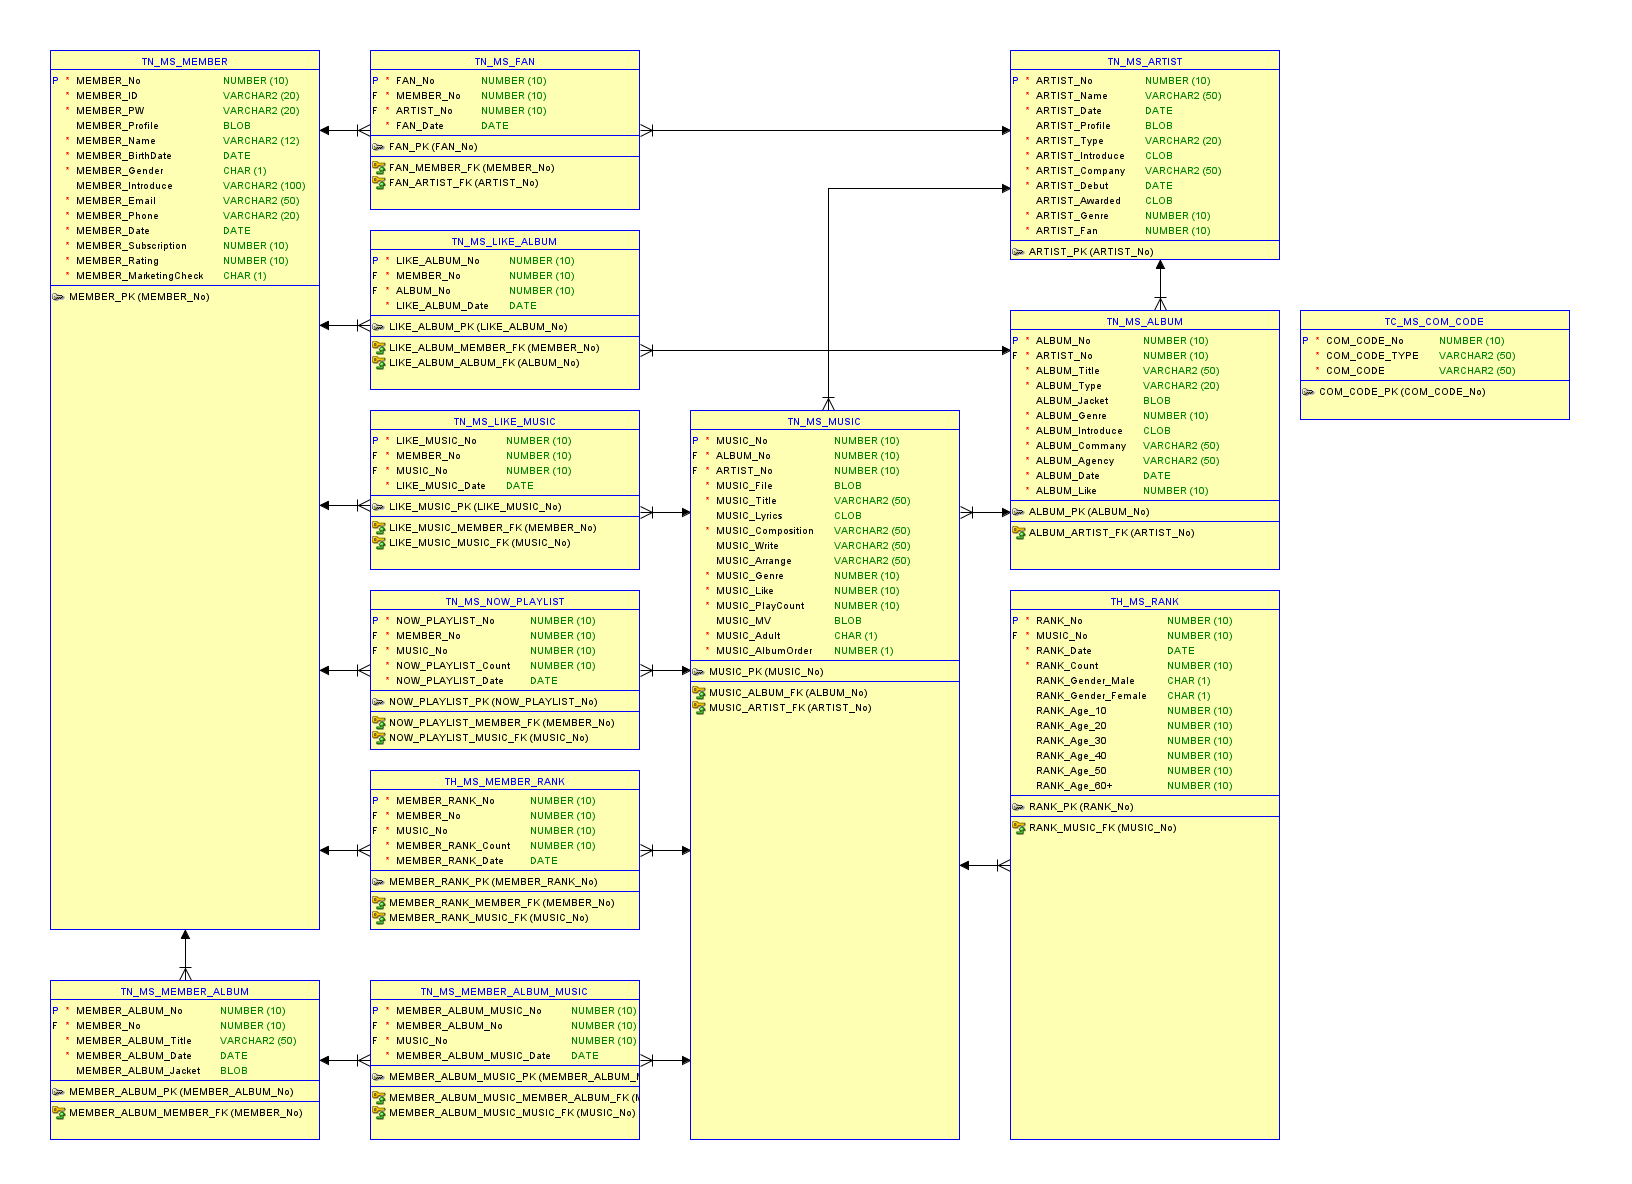 TN_MS_MEMBER
P * MEMBER_No NUMBER (10)
* MEMBER_ID VARCHAR2 (20)
* MEMBER_PW VARCHAR2 (20)
MEMBER_Profile BLOB
* MEMBER_Name VARCHAR2 (12)
* MEMBER_BirthDate DATE
* MEMBER_Gender CHAR (1)
MEMBER_Introduce VARCHAR2 (100)
* MEMBER_Email VARCHAR2 (50)
* MEMBER_Phone VARCHAR2 (20)
* MEMBER_Date DATE
* MEMBER_Subscription NUMBER (10)
* MEMBER_Rating NUMBER (10)
* MEMBER_MarketingCheck CHAR (1)
MEMBER_PK (MEMBER_No)
TN_MS_FAN
P * FAN_No NUMBER (10)
F * MEMBER_No NUMBER (10)
F * ARTIST_No NUMBER (10)
* FAN_Date DATE
FAN_PK (FAN_No)
FAN_MEMBER_FK (MEMBER_No)
FAN_ARTIST_FK (ARTIST_No)
TN_MS_ARTIST
P * ARTIST_No NUMBER (10)
* ARTIST_Name VARCHAR2 (50)
* ARTIST_Date DATE
ARTIST_Profile BLOB
* ARTIST_Type VARCHAR2 (20)
* ARTIST_Introduce CLOB
* ARTIST_Company VARCHAR2 (50)
* ARTIST_Debut DATE
ARTIST_Awarded CLOB
* ARTIST_Genre NUMBER (10)
* ARTIST_Fan NUMBER (10)
ARTIST_PK (ARTIST_No)
TN_MS_LIKE_ALBUM
P * LIKE_ALBUM_No NUMBER (10)
F * MEMBER_No NUMBER (10)
F * ALBUM_No NUMBER (10)
* LIKE_ALBUM_Date DATE
LIKE_ALBUM_PK (LIKE_ALBUM_No)
LIKE_ALBUM_MEMBER_FK (MEMBER_No)
LIKE_ALBUM_ALBUM_FK (ALBUM_No)
TN_MS_ALBUM
P * ALBUM_No NUMBER (10)
F * ARTIST_No NUMBER (10)
* ALBUM_Title VARCHAR2 (50)
* ALBUM_Type VARCHAR2 (20)
ALBUM_Jacket BLOB
* ALBUM_Genre NUMBER (10)
* ALBUM_Introduce CLOB
* ALBUM_Commany VARCHAR2 (50)
* ALBUM_Agency VARCHAR2 (50)
* ALBUM_Date DATE
* ALBUM_Like NUMBER (10)
ALBUM_PK (ALBUM_No)
ALBUM_ARTIST_FK (ARTIST_No)
TC_MS_COM_CODE
P * COM_CODE_No NUMBER (10)
* COM_CODE_TYPE VARCHAR2 (50)
* COM_CODE VARCHAR2 (50)
COM_CODE_PK (COM_CODE_No)
TN_MS_LIKE_MUSIC
P * LIKE_MUSIC_No NUMBER (10)
F * MEMBER_No NUMBER (10)
F * MUSIC_No NUMBER (10)
* LIKE_MUSIC_Date DATE
LIKE_MUSIC_PK (LIKE_MUSIC_No)
LIKE_MUSIC_MEMBER_FK (MEMBER_No)
LIKE_MUSIC_MUSIC_FK (MUSIC_No)
TN_MS_MUSIC
P * MUSIC_No NUMBER (10)
F * ALBUM_No NUMBER (10)
F * ARTIST_No NUMBER (10)
* MUSIC_File BLOB
* MUSIC_Title VARCHAR2 (50)
MUSIC_Lyrics CLOB
* MUSIC_Composition VARCHAR2 (50)
MUSIC_Write VARCHAR2 (50)
MUSIC_Arrange VARCHAR2 (50)
* MUSIC_Genre NUMBER (10)
* MUSIC_Like NUMBER (10)
* MUSIC_PlayCount NUMBER (10)
MUSIC_MV BLOB
* MUSIC_Adult CHAR (1)
* MUSIC_AlbumOrder NUMBER (1)
MUSIC_PK (MUSIC_No)
MUSIC_ALBUM_FK (ALBUM_No)
MUSIC_ARTIST_FK (ARTIST_No)
TN_MS_NOW_PLAYLIST
P * NOW_PLAYLIST_No NUMBER (10)
F * MEMBER_No NUMBER (10)
F * MUSIC_No NUMBER (10)
* NOW_PLAYLIST_Count NUMBER (10)
* NOW_PLAYLIST_Date DATE
NOW_PLAYLIST_PK (NOW_PLAYLIST_No)
NOW_PLAYLIST_MEMBER_FK (MEMBER_No)
NOW_PLAYLIST_MUSIC_FK (MUSIC_No)
TH_MS_RANK
P * RANK_No NUMBER (10)
F * MUSIC_No NUMBER (10)
* RANK_Date DATE
* RANK_Count NUMBER (10)
RANK_Gender_Male CHAR (1)
RANK_Gender_Female CHAR (1)
RANK_Age_10 NUMBER (10)
RANK_Age_20 NUMBER (10)
RANK_Age_30 NUMBER (10)
RANK_Age_40 NUMBER (10)
RANK_Age_50 NUMBER (10)
RANK_Age_60+ NUMBER (10)
RANK_PK (RANK_No)
RANK_MUSIC_FK (MUSIC_No)
TH_MS_MEMBER_RANK
P * MEMBER_RANK_No NUMBER (10)
F * MEMBER_No NUMBER (10)
F * MUSIC_No NUMBER (10)
* MEMBER_RANK_Count NUMBER (10)
* MEMBER_RANK_Date DATE
MEMBER_RANK_PK (MEMBER_RANK_No)
MEMBER_RANK_MEMBER_FK (MEMBER_No)
MEMBER_RANK_MUSIC_FK (MUSIC_No)
TN_MS_MEMBER_ALBUM
P * MEMBER_ALBUM_No NUMBER (10)
F * MEMBER_No NUMBER (10)
* MEMBER_ALBUM_Title VARCHAR2 (50)
* MEMBER_ALBUM_Date DATE
MEMBER_ALBUM_Jacket BLOB
MEMBER_ALBUM_PK (MEMBER_ALBUM_No)
MEMBER_ALBUM_MEMBER_FK (MEMBER_No)
TN_MS_MEMBER_ALBUM_MUSIC
P * MEMBER_ALBUM_MUSIC_No NUMBER (10)
F * MEMBER_ALBUM_No NUMBER (10)
F * MUSIC_No NUMBER (10)
* MEMBER_ALBUM_MUSIC_Date DATE
MEMBER_ALBUM_MUSIC_PK (MEMBER_ALBUM_
MEMBER_ALBUM_MUSIC_MEMBER_ALBUM_FK (
MEMBER_ALBUM_MUSIC_MUSIC_FK (MUSIC_No)